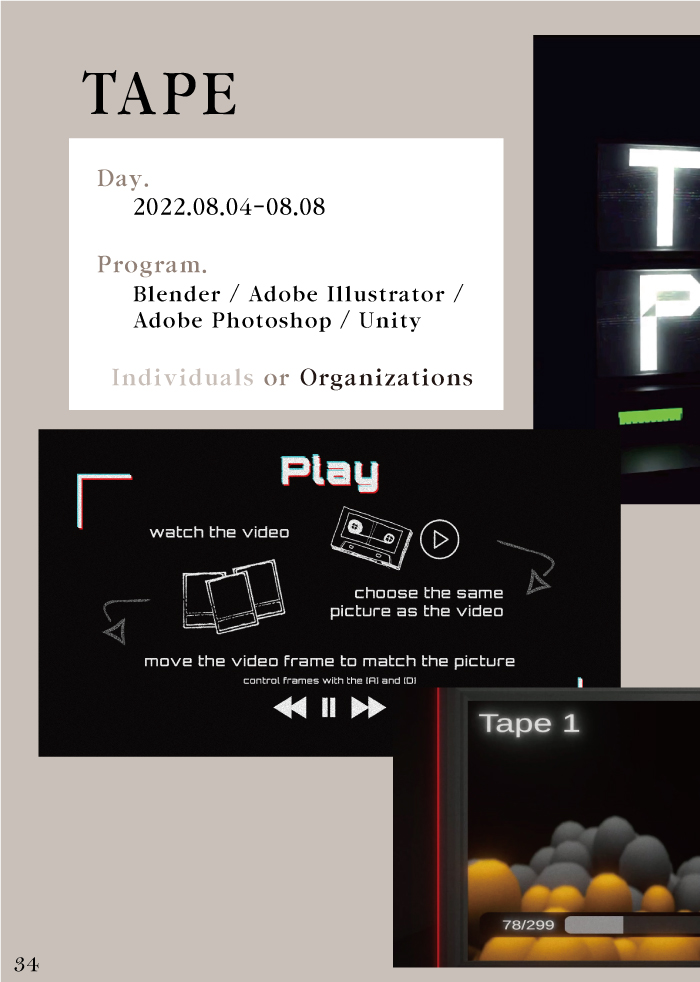 TAPE
Day.
2022.08.04-08.08
Program.
Blender / Adobe Illustrator /
Adobe Photoshop / Unity
Individuals or Organizations
T
P
Play
watch the video
choose the same
picture as the video
move the video frame to match the picture
control frames with the [A] and [D]
Tape 1
78/299
34